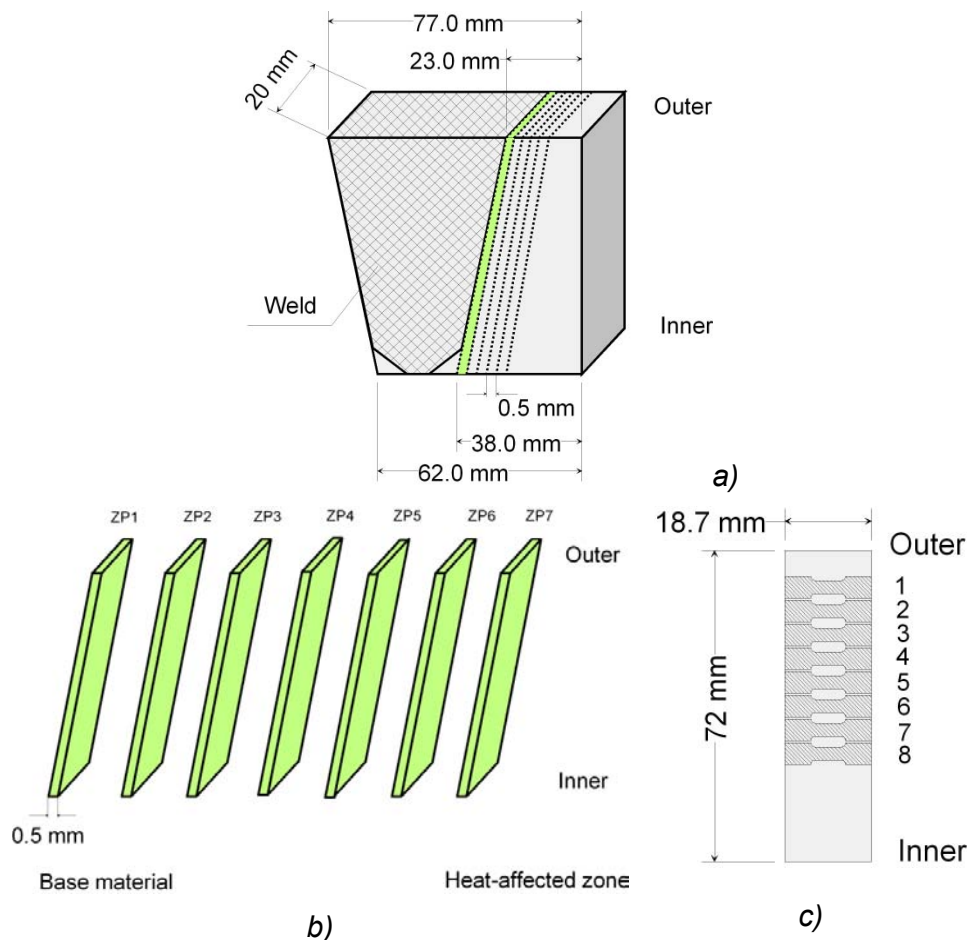 77.0 mm
23.0 mm
20 mm
Outer
Weld
Inner
0.5 mm
38.0 mm
62.0 mm
a)
ZP1 ZP2 ZP3 ZP4 ZP5 ZP6 ZP7
Outer
Inner
0.5 mm
Base material Heat-affected zone
b)
18.7 mm
Outer
1
2
3
4
5
6
7
8
72 mm
Inner
c)